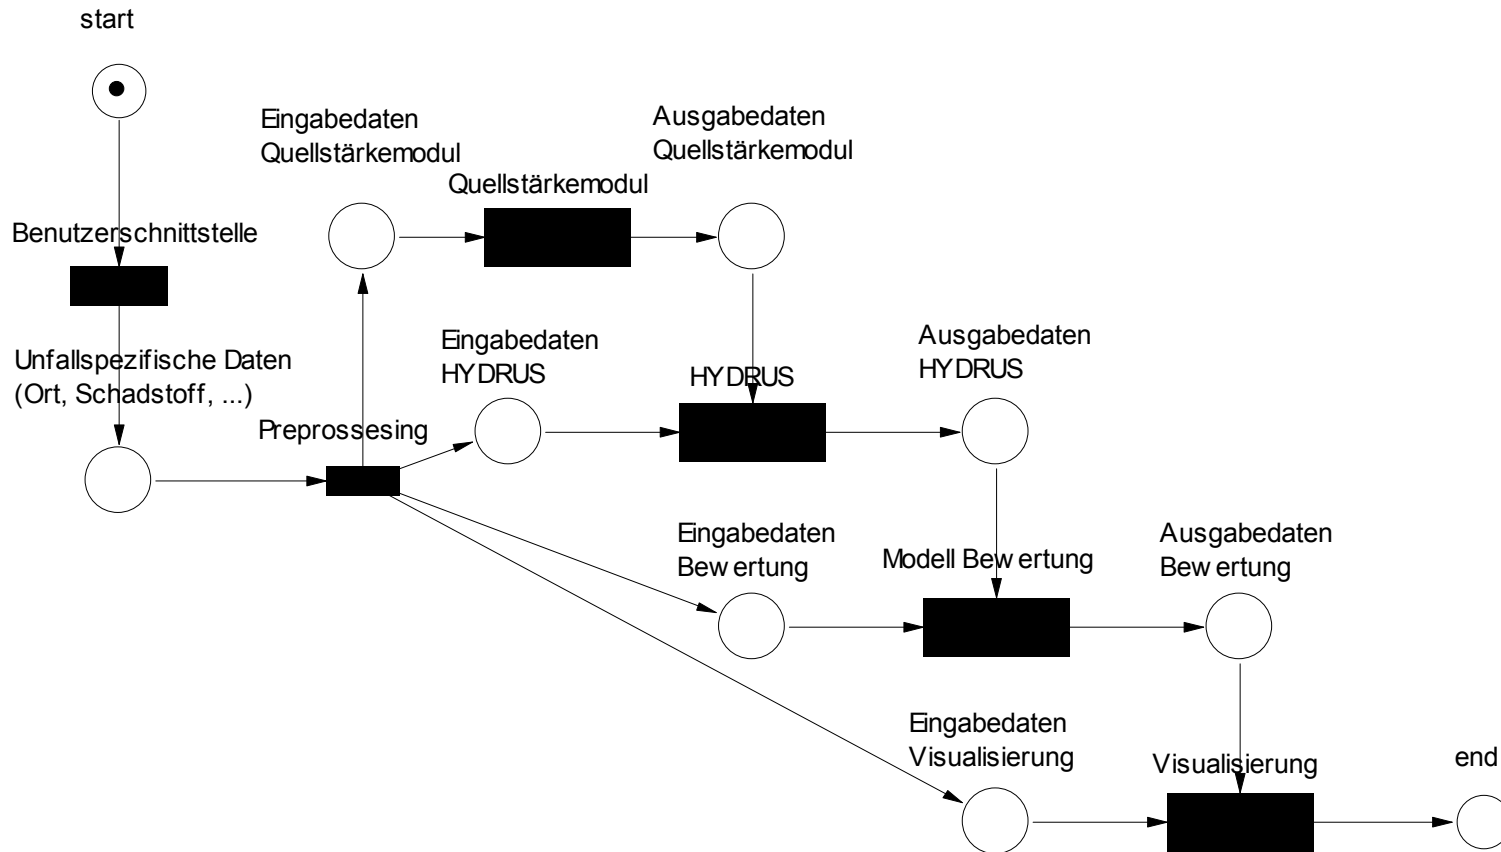 start
Eingabedaten
Quellstärkemodul
Ausgabedaten
Quellstärkemodul
Quellstärkemodul
Benutzerschnittstelle
Unfallspezifische Daten
(Ort, Schadstoff, ...)
Eingabedaten
HYDRUS
HYDRUS
Ausgabedaten
HYDRUS
Preprossesing
Eingabedaten
Bewertung
Modell Bewertung
Ausgabedaten
Bewertung
Eingabedaten
Visualisierung
Visualisierung
end